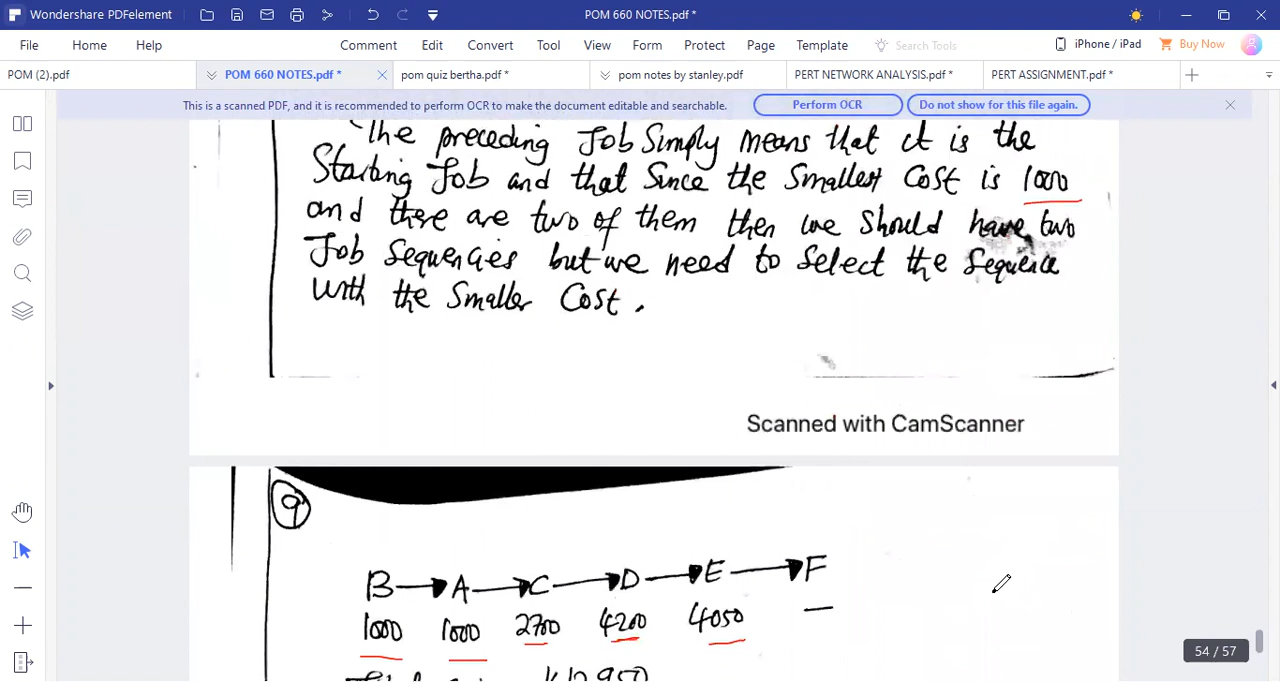 Wondershare PDFelement
POM 660 NOTES.pdf *
File Home Help Comment Edit Convert Tool View Form Protect Page Template Search Tools iPhone / iPad Buy Now
POM (2).pdf POM 660 NOTES.pdf * pom quiz bertha.pdf * pom notes by stanley.pdf PERT NETWORK ANALYSIS.pdf * PERT ASSIGNMENT.pdf *
This is a scanned PDF, and it is recommended to perform OCR to make the document editable and searchable. Perform OCR Do not show for this file again.
The preceding Job Simply means that it is the
Starting Job and that Since the Smallest Cost is 1000
and there are two of them then we Should have two
Job Sequencies but we need to Select the Sequence
with the Smaller Cost.
Scanned with CamScanner
9
B → A → C → D → E → F
1000 1000 2700 4200 4050 —
54 / 57